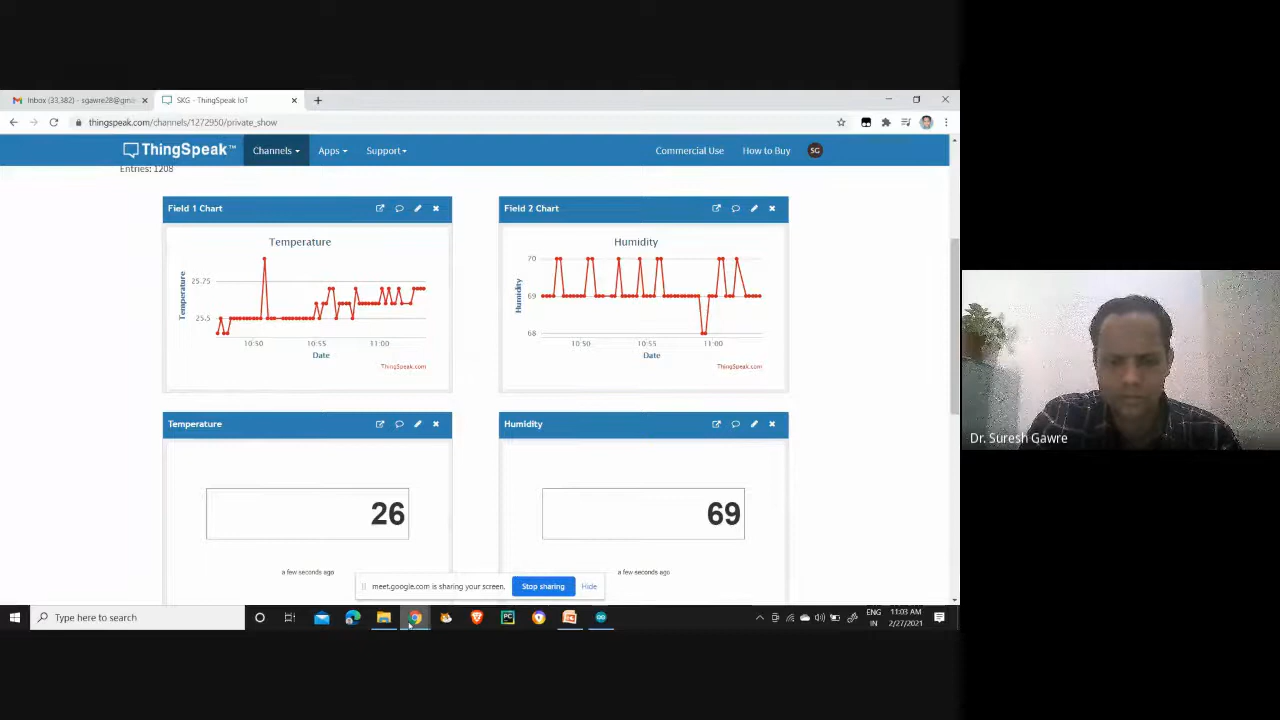 Inbox (33,382) - sgawre28@gma
SKG - ThingSpeak IoT
thingspeak.com/channels/1272950/private_show
ThingSpeak™
Channels
Apps
Support
Commercial Use
How to Buy
SG
Entries: 1208
Field 1 Chart
Field 2 Chart
Temperature
Humidity
Temperature
25.75
25.5
10:50
10:55
11:00
Date
ThingSpeak.com
Humidity
70
69
68
10:50
10:55
11:00
Date
ThingSpeak.com
Temperature
Humidity
26
69
a few seconds ago
a few seconds ago
meet.google.com is sharing your screen.
Stop sharing
Hide
Dr. Suresh Gawre
Type here to search
PC
ENG
IN
11:03 AM
2/27/2021